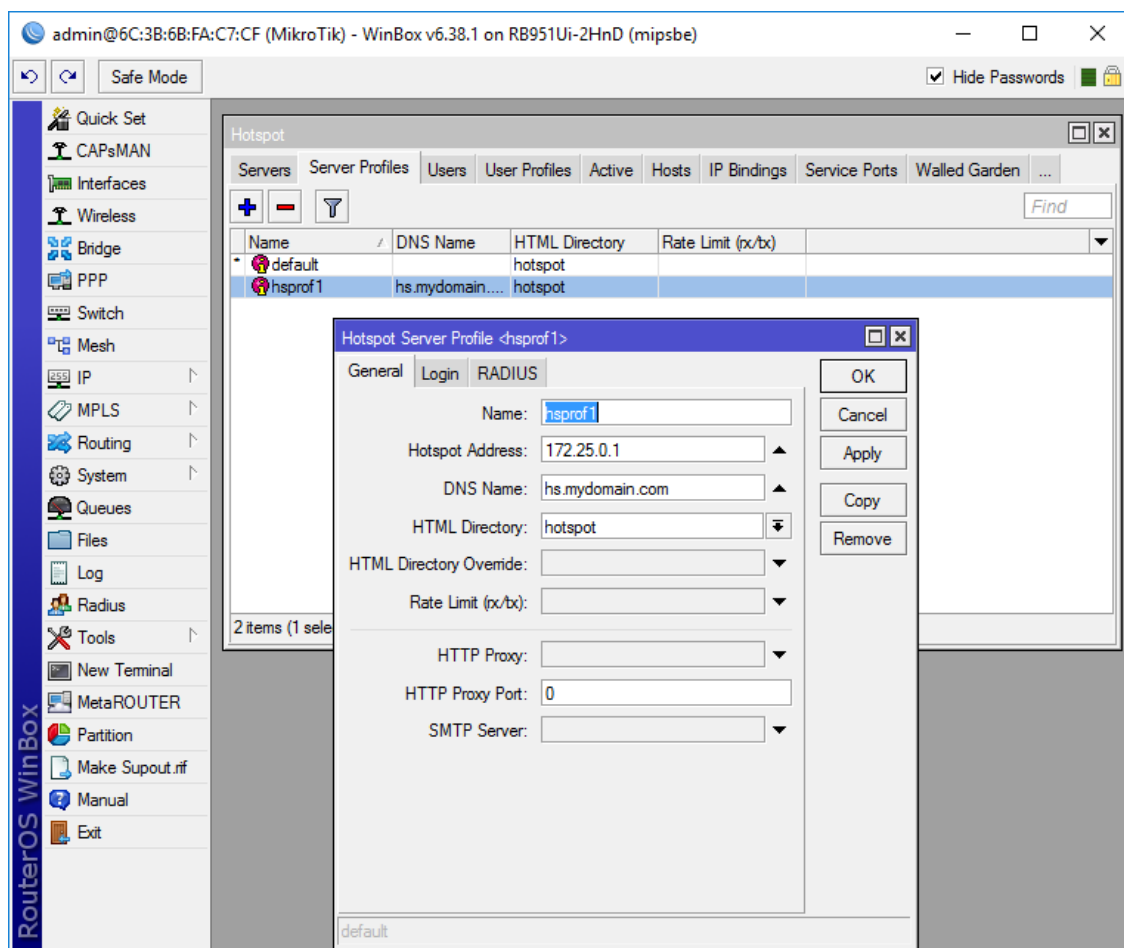 admin@6C:3B:6B:FA:C7:CF (MikroTik) - WinBox v6.38.1 on RB951Ui-2HnD (mipsbe)
Safe Mode
Hide Passwords
Quick Set
CAPsMAN
Interfaces
Wireless
Bridge
PPP
Switch
Mesh
IP
MPLS
Routing
System
Queues
Files
Log
Radius
Tools
New Terminal
MetaROUTER
Partition
Make Supout.rif
Manual
Exit
RouterOS WinBox
Hotspot
Servers Server Profiles Users User Profiles Active Hosts IP Bindings Service Ports Walled Garden ...
Find
Name / DNS Name HTML Directory Rate Limit (rx/tx)
* default hotspot
hsprof1 hs.mydomain.... hotspot
2 items (1 sele
Hotspot Server Profile <hsprof1>
General Login RADIUS
Name: hsprof1
Hotspot Address: 172.25.0.1
DNS Name: hs.mydomain.com
HTML Directory: hotspot
HTML Directory Override:
Rate Limit (rx/tx):
HTTP Proxy:
HTTP Proxy Port: 0
SMTP Server:
default
OK
Cancel
Apply
Copy
Remove